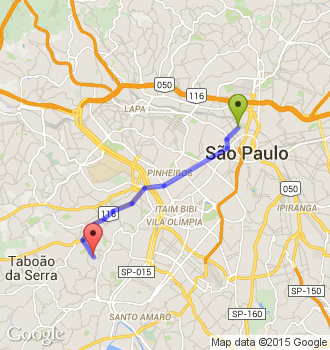 050
116
LAPA
116
São Paulo
PINHEIROS
050
116
ITAIM BIBI
VILA OLÍMPIA
IPIRANGA
Taboão
da Serra
SP-015
SP-150
SP-160
SANTO AMARO
Google
Map data ©2015 Google